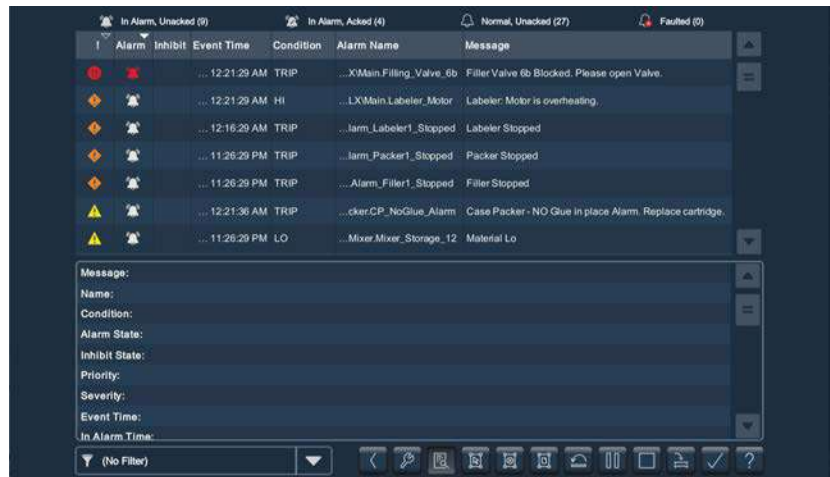 In Alarm, Unacked (9) In Alarm, Acked (4) Normal, Unacked (27) Faulted (0)
! Alarm Inhibit Event Time Condition Alarm Name Message
... 12:21:29 AM TRIP ...X\Main.Filling_Valve_6b Filler Valve 6b Blocked. Please open Valve.
... 12:21:29 AM HI ...LX\Main.Labeler_Motor Labeler: Motor is overheating.
... 12:16:29 AM TRIP ...larm_Labeler1_Stopped Labeler Stopped
... 11:26:29 PM TRIP ...larm_Packer1_Stopped Packer Stopped
... 11:26:29 PM TRIP ...Alarm_Filler1_Stopped Filler Stopped
... 12:21:36 AM TRIP ...cker.CP_NoGlue_Alarm Case Packer - NO Glue in place Alarm. Replace cartridge.
... 11:26:29 PM LO ...Mixer.Mixer_Storage_12 Material Lo
Message:
Name:
Condition:
Alarm State:
Inhibit State:
Priority:
Severity:
Event Time:
In Alarm Time:
(No Filter) ?